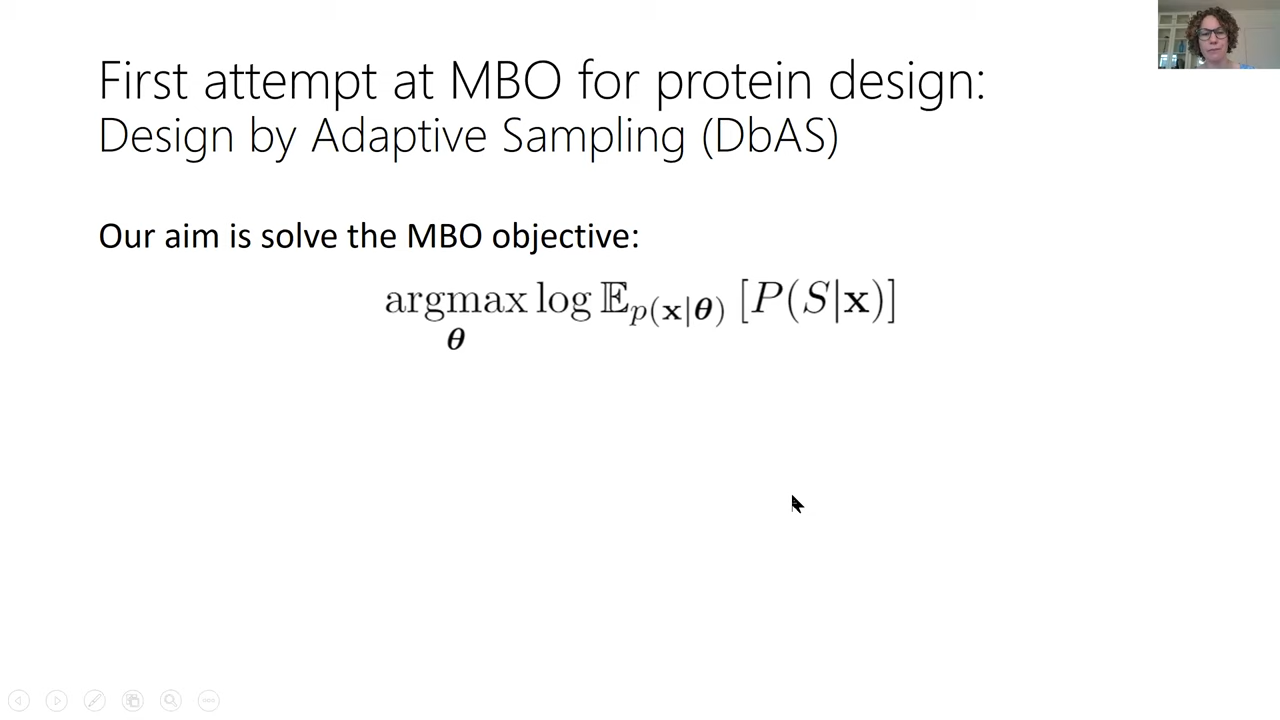 First attempt at MBO for protein design:
Design by Adaptive Sampling (DbAS)
Our aim is solve the MBO objective:
argmax log 𝔼_{p(𝐱|𝜽)} [P(S|𝐱)]
𝜽